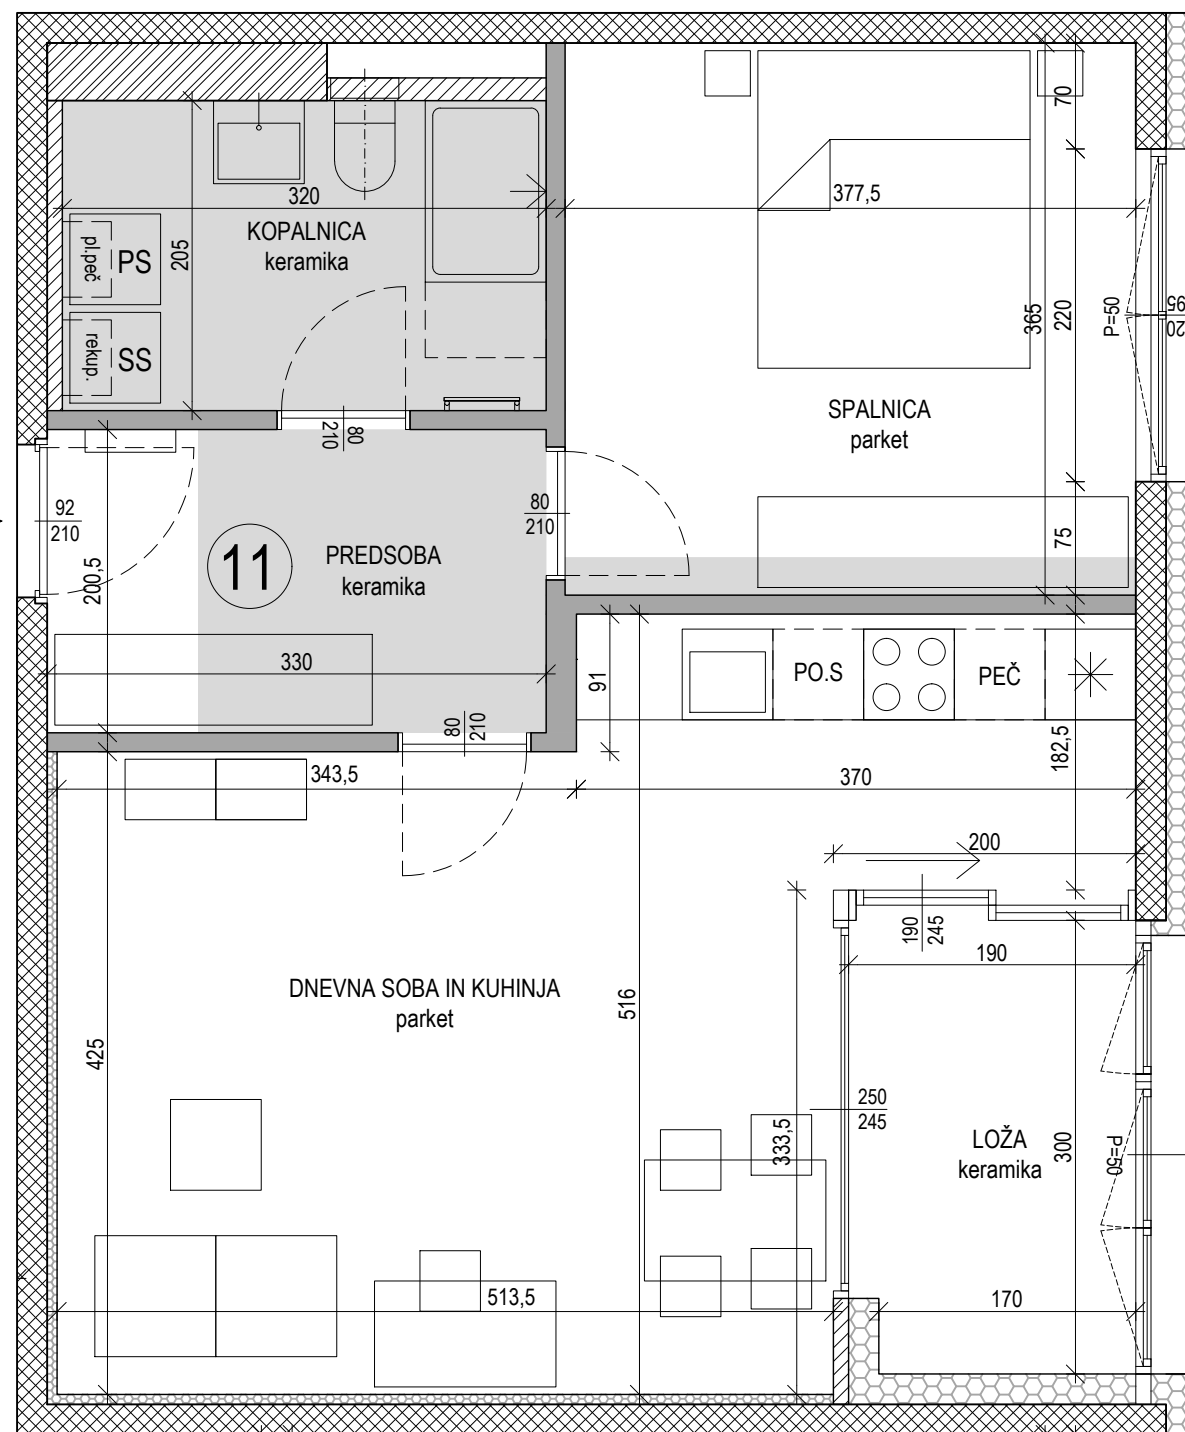 70
320
377,5
KOPALNICA
keramika
205
pl.peč
PS
365
220
P=50
95
20
rekup.
SS
SPALNICA
parket
80
210
92
210
80
210
11
PREDSOBA
keramika
200,5
75
330
91
PO.S
PEČ
80
210
182,5
343,5
370
200
190
245
190
DNEVNA SOBA IN KUHINJA
parket
516
425
250
245
333,5
LOŽA
keramika
300
P=50
513,5
170